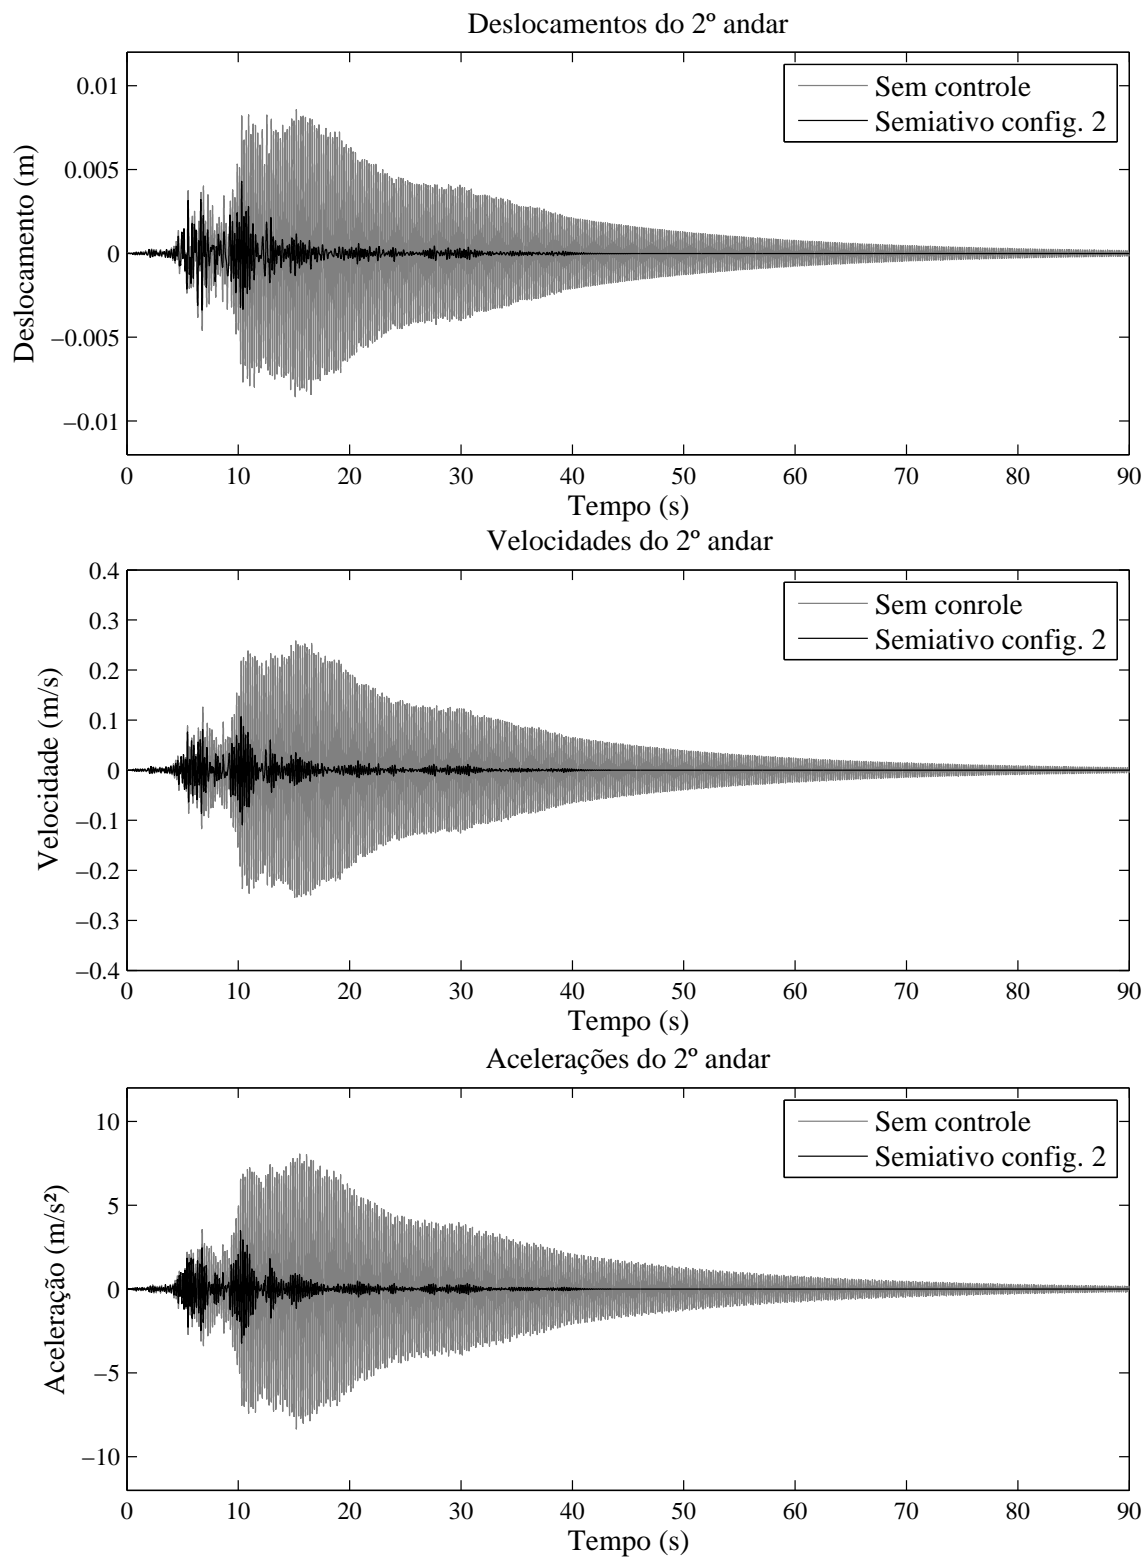 Deslocamentos do 2º andar
0.01
0.005
0
−0.005
−0.01
Deslocamento (m)
Sem controle
Semiativo config. 2
0 10 20 30 40 50 60 70 80 90
Tempo (s)
Velocidades do 2º andar
0.4
0.3
0.2
0.1
0
−0.1
−0.2
−0.3
−0.4
Velocidade (m/s)
Sem conrole
Semiativo config. 2
0 10 20 30 40 50 60 70 80 90
Tempo (s)
Acelerações do 2º andar
10
5
0
−5
−10
Aceleração (m/s²)
Sem controle
Semiativo config. 2
0 10 20 30 40 50 60 70 80 90
Tempo (s)